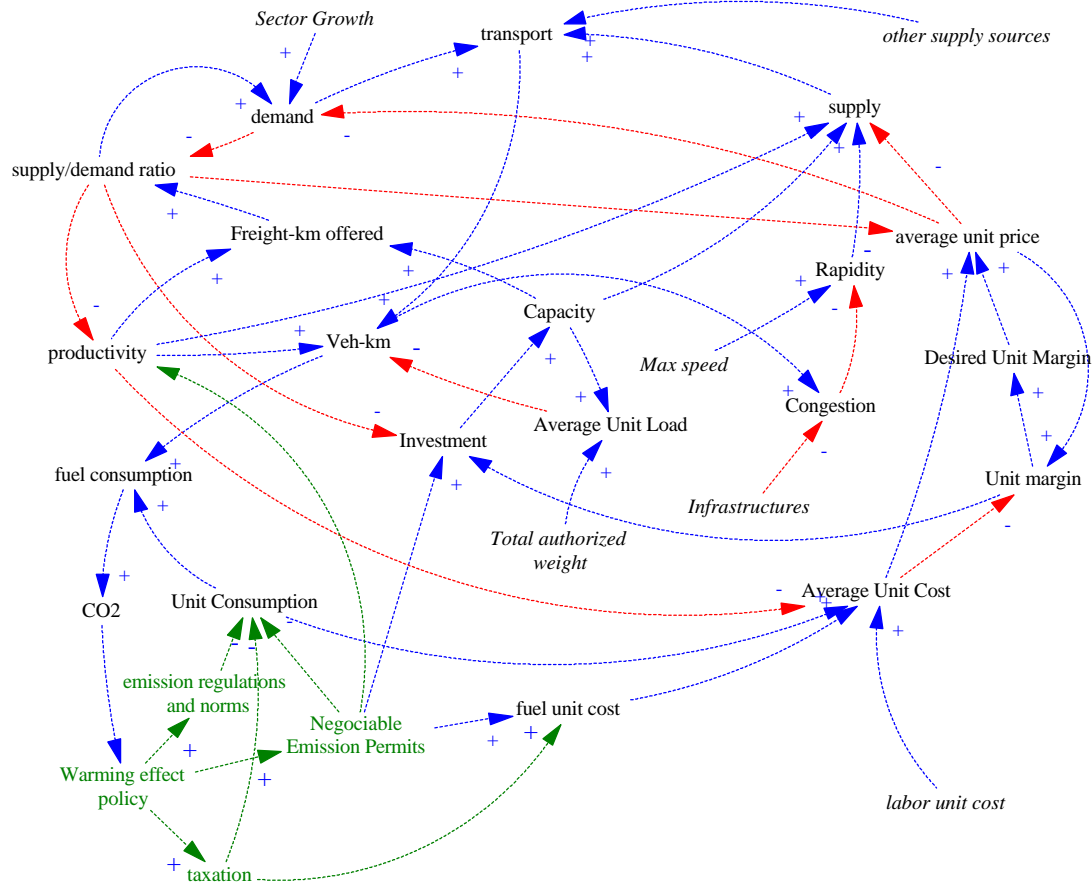 Sector Growth
transport
other supply sources
demand
supply
supply/demand ratio
Freight-km offered
average unit price
Rapidity
Capacity
productivity
Veh-km
Max speed
Desired Unit Margin
Congestion
Average Unit Load
Investment
fuel consumption
Unit margin
Infrastructures
Total authorized
weight
CO2
Unit Consumption
Average Unit Cost
emission regulations
and norms
Negociable
Emission Permits
fuel unit cost
Warming effect
policy
labor unit cost
taxation